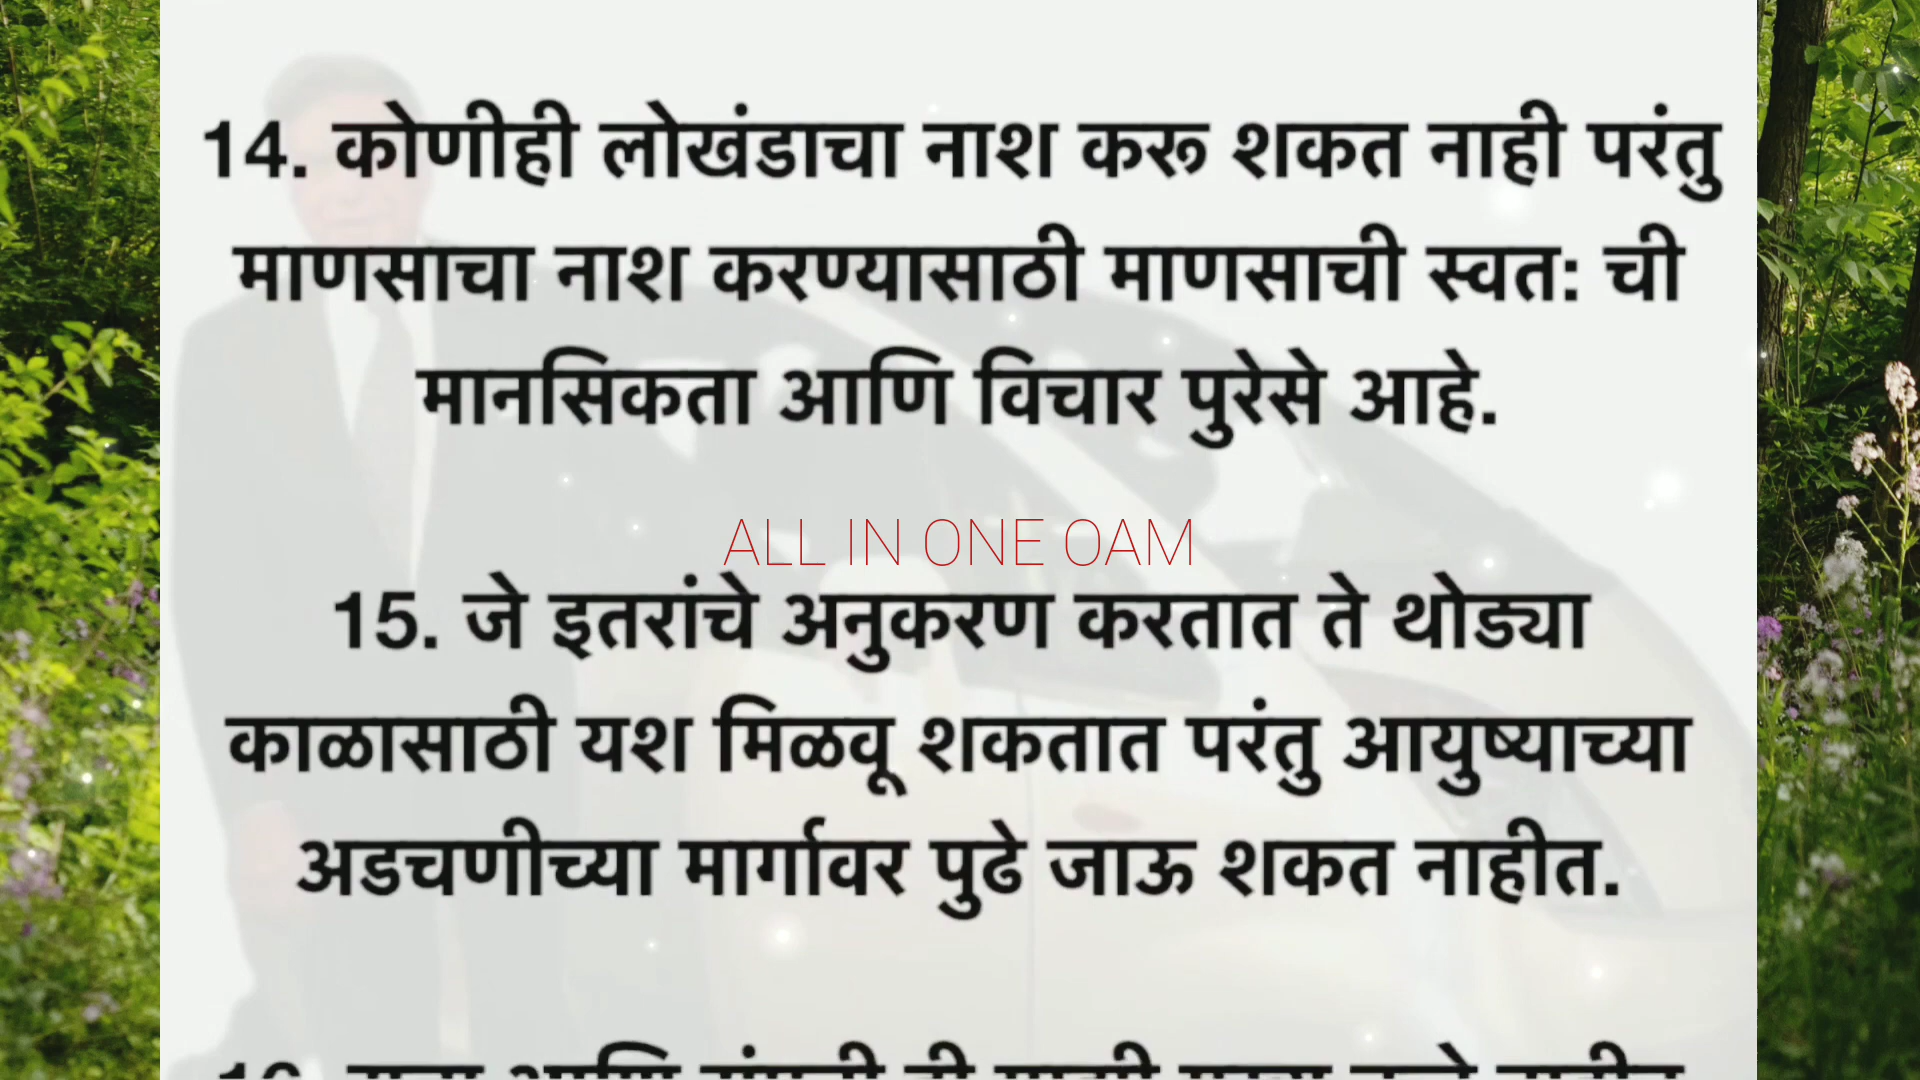 14. कोणीही लोखंडाचा नाश करू शकत नाही परंतु
माणसाचा नाश करण्यासाठी माणसाची स्वत: ची
मानसिकता आणि विचार पुरेसे आहे.
ALL IN ONE OAM
15. जे इतरांचे अनुकरण करतात ते थोड्या
काळासाठी यश मिळवू शकतात परंतु आयुष्याच्या
अडचणीच्या मार्गावर पुढे जाऊ शकत नाहीत.